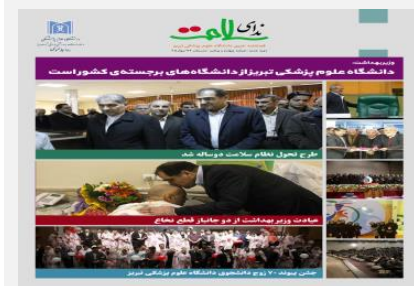 ندای سلامت
وزیر بهداشت:
دانشگاه علوم پزشکی تبریز از دانشگاه‌های برجسته‌ی کشور است
طرح تحول نظام سلامت دوساله شد
عیادت وزیر بهداشت از دو جانباز قطع نخاع
جشن پیوند ۷۰ زوج دانشجوی دانشگاه علوم پزشکی تبریز